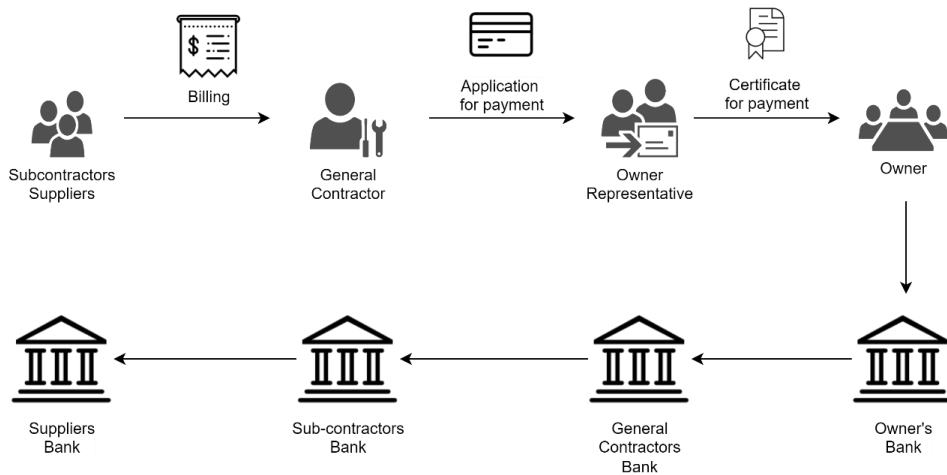 $
Billing
Application
for payment
Certificate
for payment
Subcontractors
Suppliers
General
Contractor
Owner
Representative
Owner
Suppliers
Bank
Sub-contractors
Bank
General
Contractors
Bank
Owner's
Bank